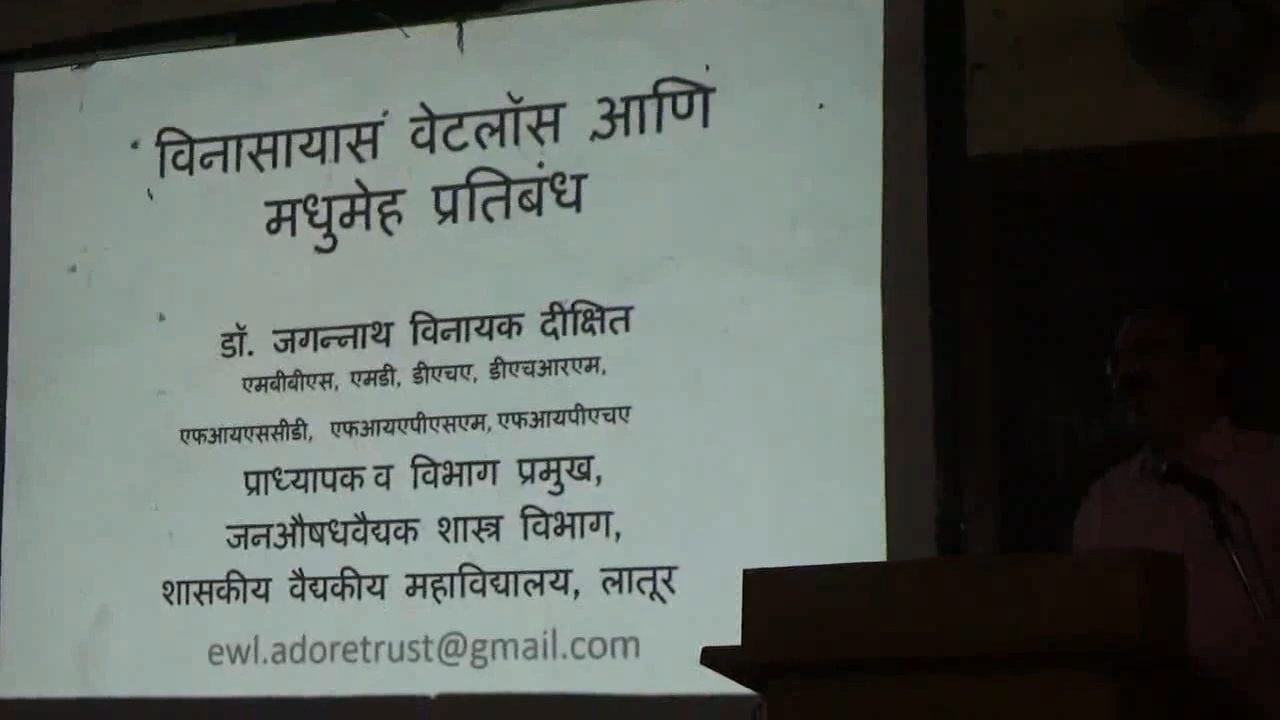 विनासायास वेटलॉस आणि
मधुमेह प्रतिबंध
डॉ. जगन्नाथ विनायक दीक्षित
एमबीबीएस, एमडी, डीएचए, डीएचआरएम,
एफआयएससीडी, एफआयएपीएसएम, एफआयपीएचए
प्राध्यापक व विभाग प्रमुख,
जनऔषधवैद्यक शास्त्र विभाग,
शासकीय वैद्यकीय महाविद्यालय, लातूर
ewl.adoretrust@gmail.com